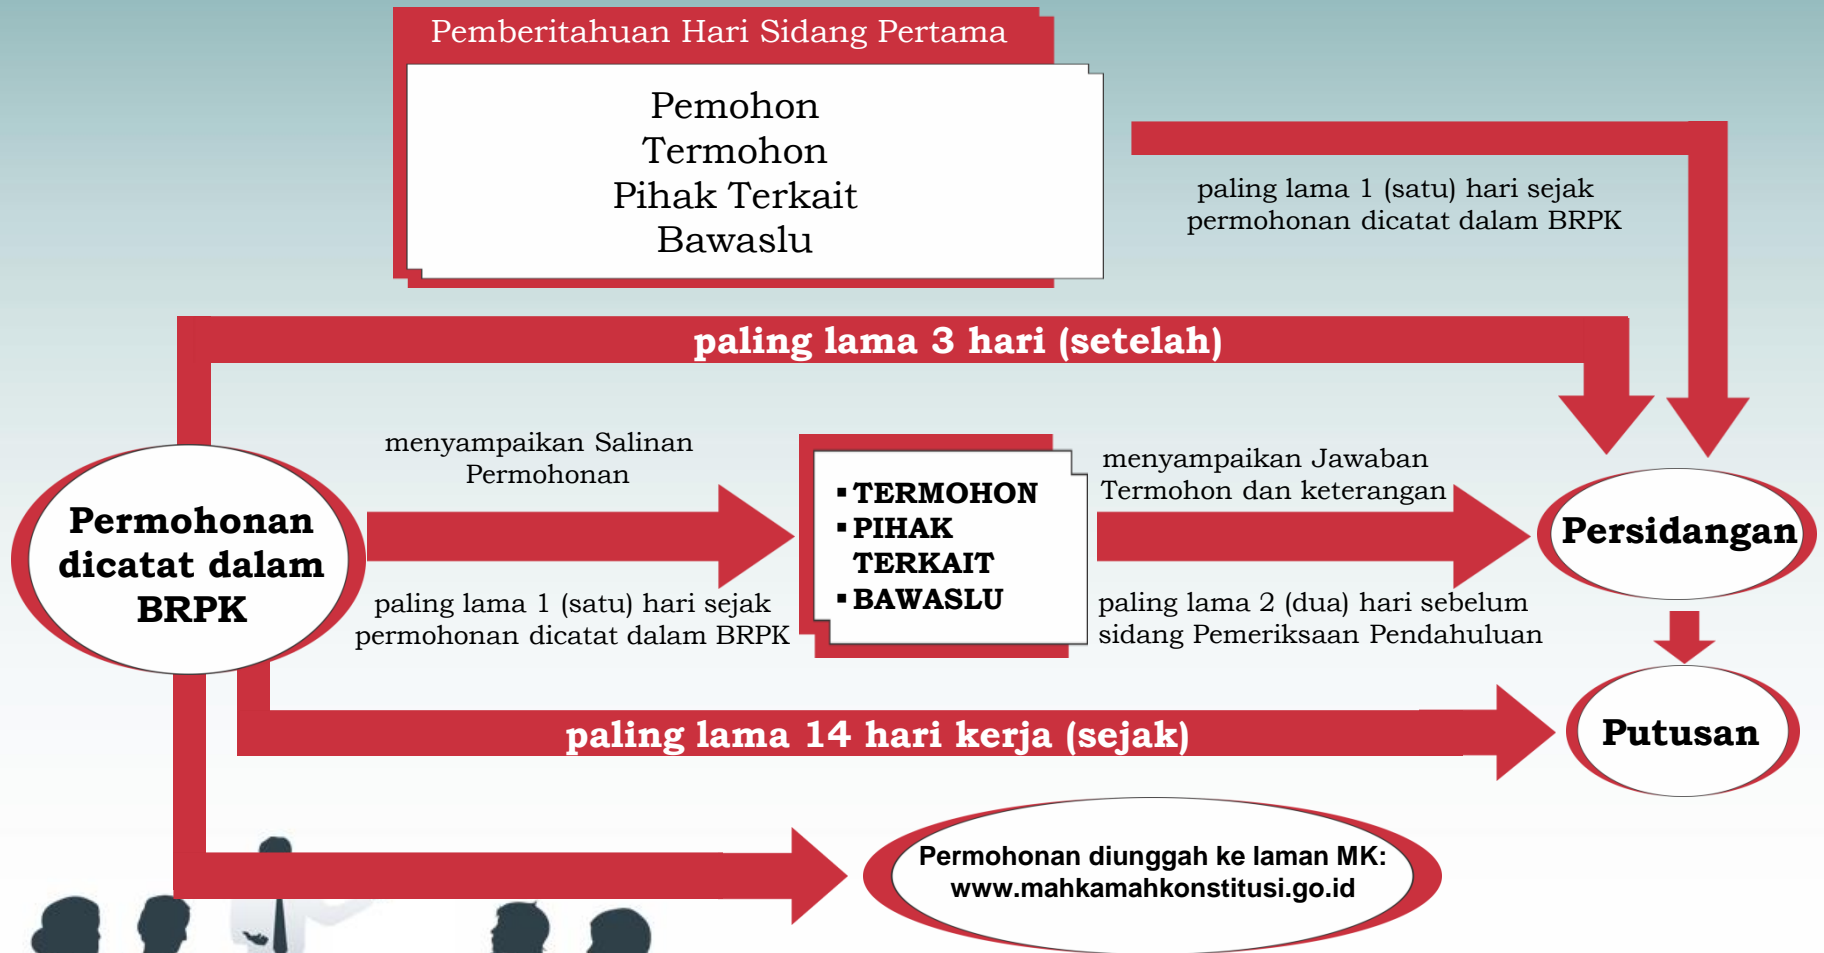 Pemberitahuan Hari Sidang Pertama
Pemohon
Termohon
Pihak Terkait
Bawaslu
paling lama 1 (satu) hari sejak
permohonan dicatat dalam BRPK
paling lama 3 hari (setelah)
Permohonan
dicatat dalam
BRPK
menyampaikan Salinan
Permohonan
paling lama 1 (satu) hari sejak
permohonan dicatat dalam BRPK
▪ TERMOHON
▪ PIHAK
TERKAIT
▪ BAWASLU
menyampaikan Jawaban
Termohon dan keterangan
paling lama 2 (dua) hari sebelum
sidang Pemeriksaan Pendahuluan
Persidangan
paling lama 14 hari kerja (sejak)
Putusan
Permohonan diunggah ke laman MK:
www.mahkamahkonstitusi.go.id